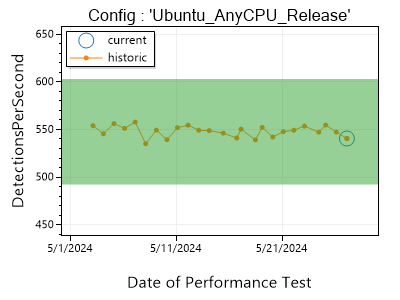 Config : 'Ubuntu_AnyCPU_Release'
current
historic
DetectionsPerSecond
650
600
550
500
450
5/1/2024
5/11/2024
5/21/2024
Date of Performance Test